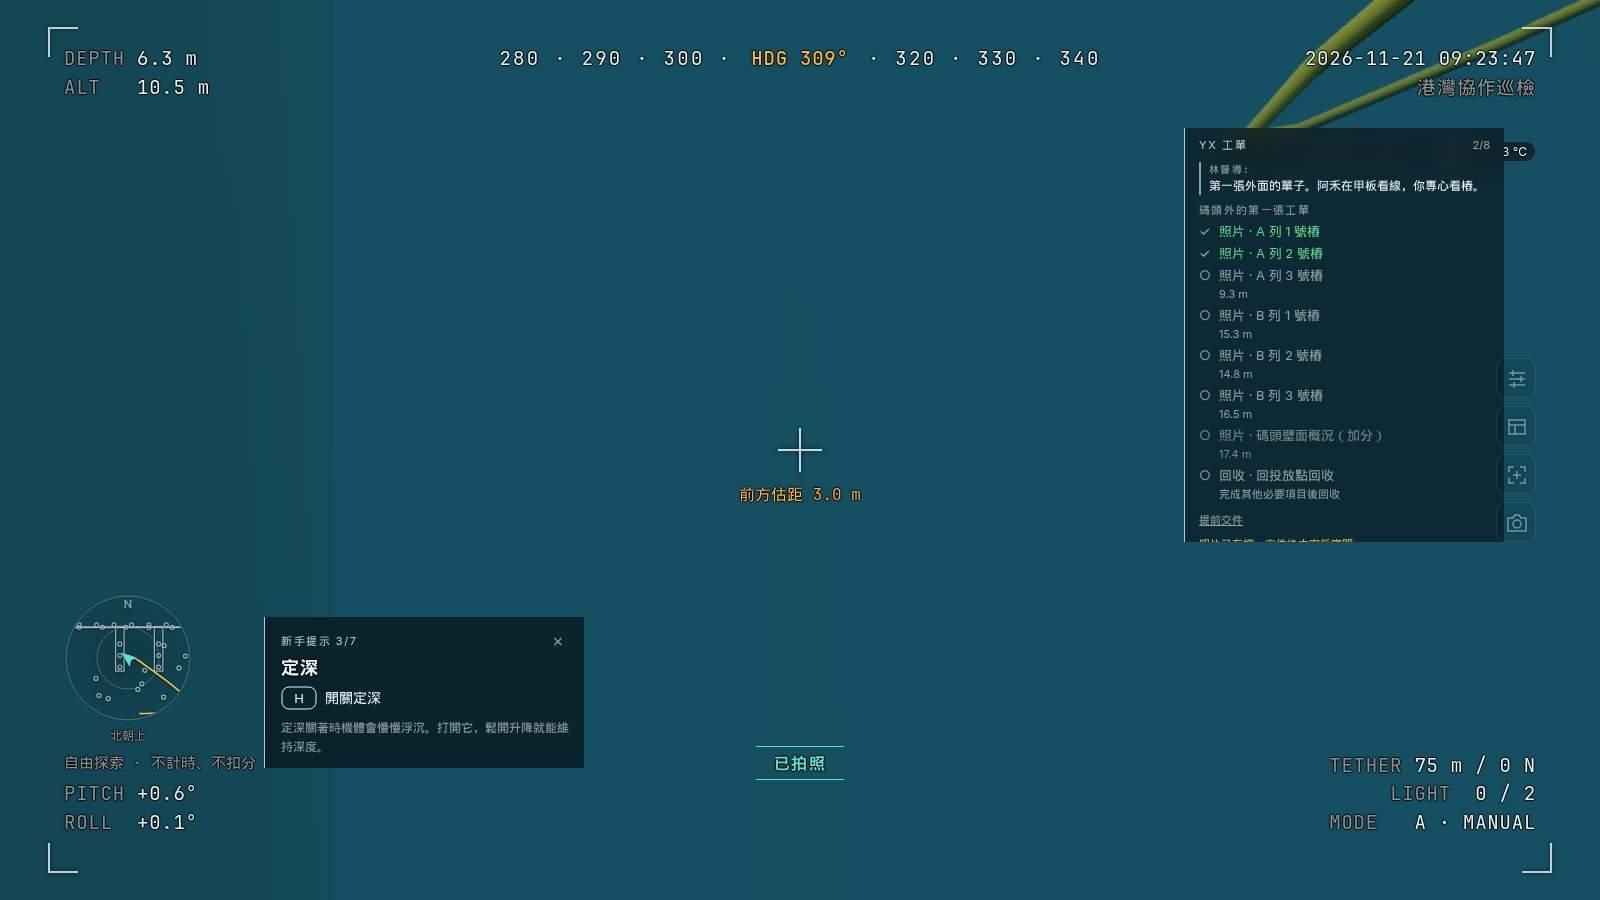 DEPTH 6.3 m
ALT 10.5 m
280 · 290 · 300 · HDG 309° · 320 · 330 · 340
2026-11-21 09:23:47
港灣協作巡檢
3 °C
YX 工單 2/8
林督導:
第一張外面的單子。阿禾在甲板看線，你專心看樁。
碼頭外的第一張工單
照片 · A 列 1 號樁
照片 · A 列 2 號樁
照片 · A 列 3 號樁
9.3 m
照片 · B 列 1 號樁
15.3 m
照片 · B 列 2 號樁
14.8 m
照片 · B 列 3 號樁
16.5 m
照片 · 碼頭壁面概況（加分）
17.4 m
回收 · 回投放點回收
完成其他必要項目後回收
提前交件
前方估距 3.0 m
N
北朝上
自由探索 · 不計時、不扣分
PITCH +0.6°
ROLL +0.1°
新手提示 3/7
定深
H 開關定深
定深關著時機體會慢慢浮沉。打開它，鬆開升降就能維
持深度。
已拍照
TETHER 75 m / 0 N
LIGHT 0 / 2
MODE A · MANUAL